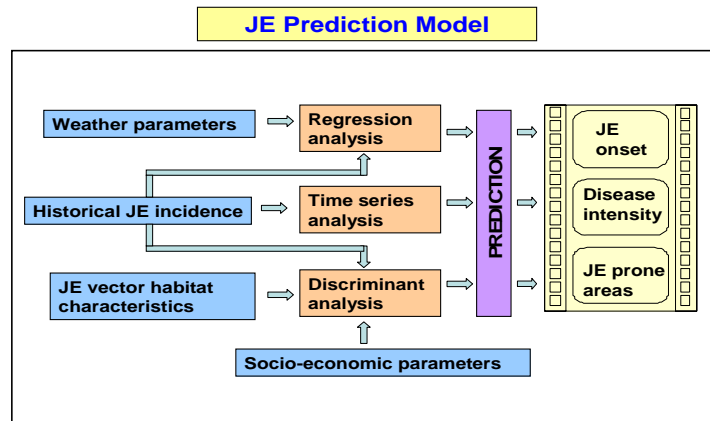 JE Prediction Model
Weather parameters
Regression
analysis
Historical JE incidence
Time series
analysis
JE vector habitat
characteristics
Discriminant
analysis
Socio-economic parameters
PREDICTION
JE
onset
Disease
intensity
JE prone
areas